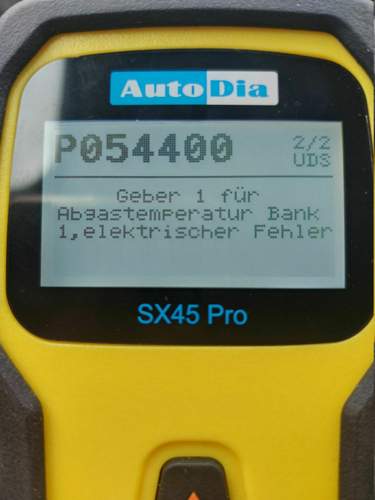 AutoDia
P054400
2/2
UDS
Geber 1 für
Abgastemperatur Bank
1,elektrischer Fehler
SX45 Pro